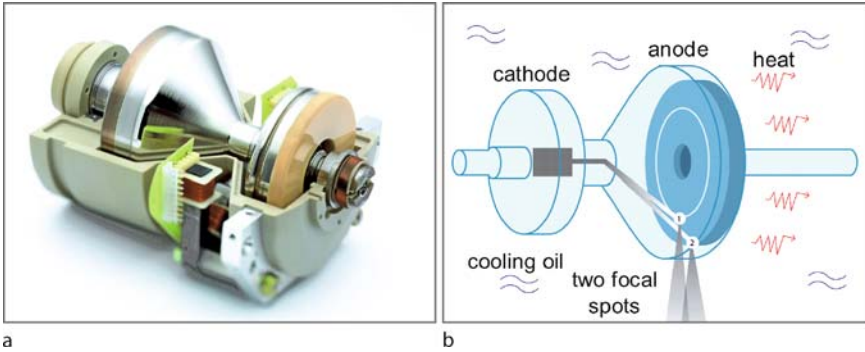 cathode
anode
heat
1
2
cooling oil
two focal
spots
a
b